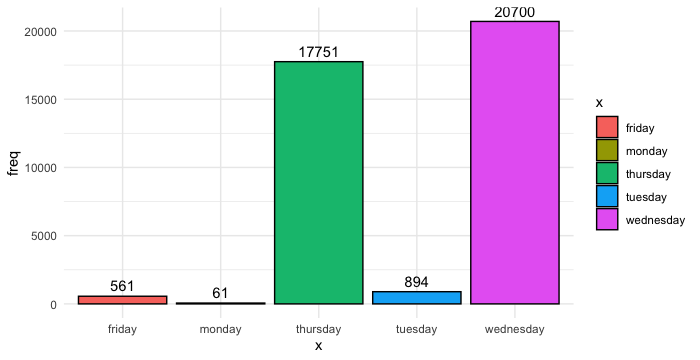 20700
17751
894
561
61
20000
15000
10000
5000
0
freq
friday
monday
thursday
tuesday
wednesday
x
x
friday
monday
thursday
tuesday
wednesday